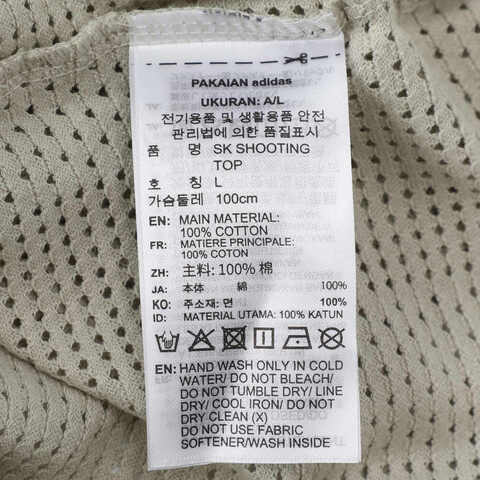 PAKAIAN adidas
UKURAN: A/L
전기용품 및 생활용품 안전
관리법에 의한 품질표시
품 명 SK SHOOTING
TOP
호 칭 L
가슴둘레 100cm
EN: MAIN MATERIAL:
100% COTTON
FR: MATIERE PRINCIPALE:
100% COTON
ZH: 主料: 100% 棉
JA: 本体 綿 100%
KO: 주소재: 면 100%
ID: MATERIAL UTAMA: 100% KATUN
EN: HAND WASH ONLY IN COLD
WATER/ DO NOT BLEACH/
DO NOT TUMBLE DRY/ LINE
DRY/ COOL IRON/ DO NOT
DRY CLEAN (X)
DO NOT USE FABRIC
SOFTENER/WASH INSIDE